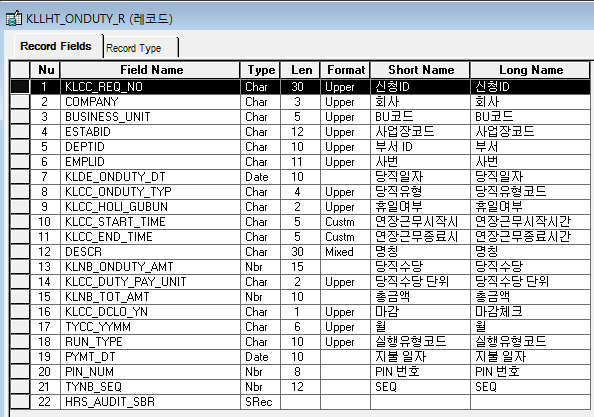 KLLHT_ONDUTY_R (레코드)
Record Fields Record Type
Nu Field Name Type Len Format Short Name Long Name
1 KLCC_REQ_NO Char 30 Upper 신청ID 신청ID
2 COMPANY Char 3 Upper 회사 회사
3 BUSINESS_UNIT Char 5 Upper BU코드 BU코드
4 ESTABID Char 12 Upper 사업장코드 사업장코드
5 DEPTID Char 10 Upper 부서 ID 부서
6 EMPLID Char 11 Upper 사번 사번
7 KLDE_ONDUTY_DT Date 10 당직일자 당직일자
8 KLCC_ONDUTY_TYP Char 4 Upper 당직유형 당직유형코드
9 KLCC_HOLI_GUBUN Char 2 Upper 휴일여부 휴일여부
10 KLCC_START_TIME Char 5 Custm 연장근무시작시 연장근무시작시간
11 KLCC_END_TIME Char 5 Custm 연장근무종료시 연장근무종료시간
12 DESCR Char 30 Mixed 명칭 명칭
13 KLNB_ONDUTY_AMT Nbr 15 당직수당 당직수당
14 KLCC_DUTY_PAY_UNIT Char 2 Upper 당직수당 단위 당직수당 단위
15 KLNB_TOT_AMT Nbr 10 총금액 총금액
16 KLCC_DCLO_YN Char 1 Upper 마감 마감체크
17 TYCC_YYMM Char 6 Upper 월 월
18 RUN_TYPE Char 10 Upper 실행유형코드 실행유형코드
19 PYMT_DT Date 10 지불 일자 지불 일자
20 PIN_NUM Nbr 8 PIN 번호 PIN 번호
21 TYNB_SEQ Nbr 12 SEQ SEQ
22 HRS_AUDIT_SBR SRec